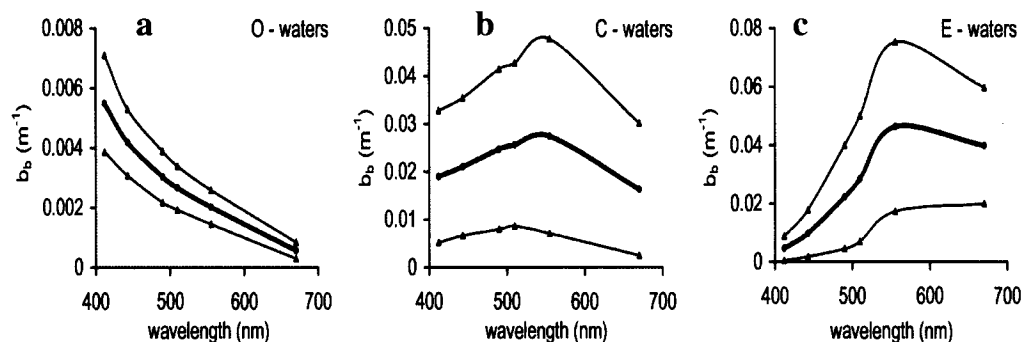 a
O - waters
0.008
0.006
0.004
0.002
0
b_b (m⁻¹)
400 500 600 700
wavelength (nm)
b
C - waters
0.05
0.04
0.03
0.02
0.01
0
b_b (m⁻¹)
400 500 600 700
wavelength (nm)
c
E - waters
0.08
0.06
0.04
0.02
0
b_b (m⁻¹)
400 500 600 700
wavelength (nm)